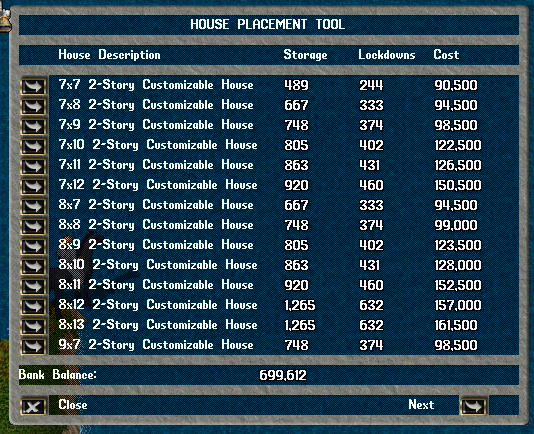 HOUSE PLACEMENT TOOL
House Description Storage Lockdowns Cost
7x7 2-Story Customizable House 489 244 90,500
7x8 2-Story Customizable House 667 333 94,500
7x9 2-Story Customizable House 748 374 98,500
7x10 2-Story Customizable House 805 402 122,500
7x11 2-Story Customizable House 863 431 126,500
7x12 2-Story Customizable House 920 460 150,500
8x7 2-Story Customizable House 667 333 94,500
8x8 2-Story Customizable House 748 374 99,000
8x9 2-Story Customizable House 805 402 123,500
8x10 2-Story Customizable House 863 431 128,000
8x11 2-Story Customizable House 920 460 152,500
8x12 2-Story Customizable House 1,265 632 157,000
8x13 2-Story Customizable House 1,265 632 161,500
9x7 2-Story Customizable House 748 374 98,500
Bank Balance: 699,612
Close Next